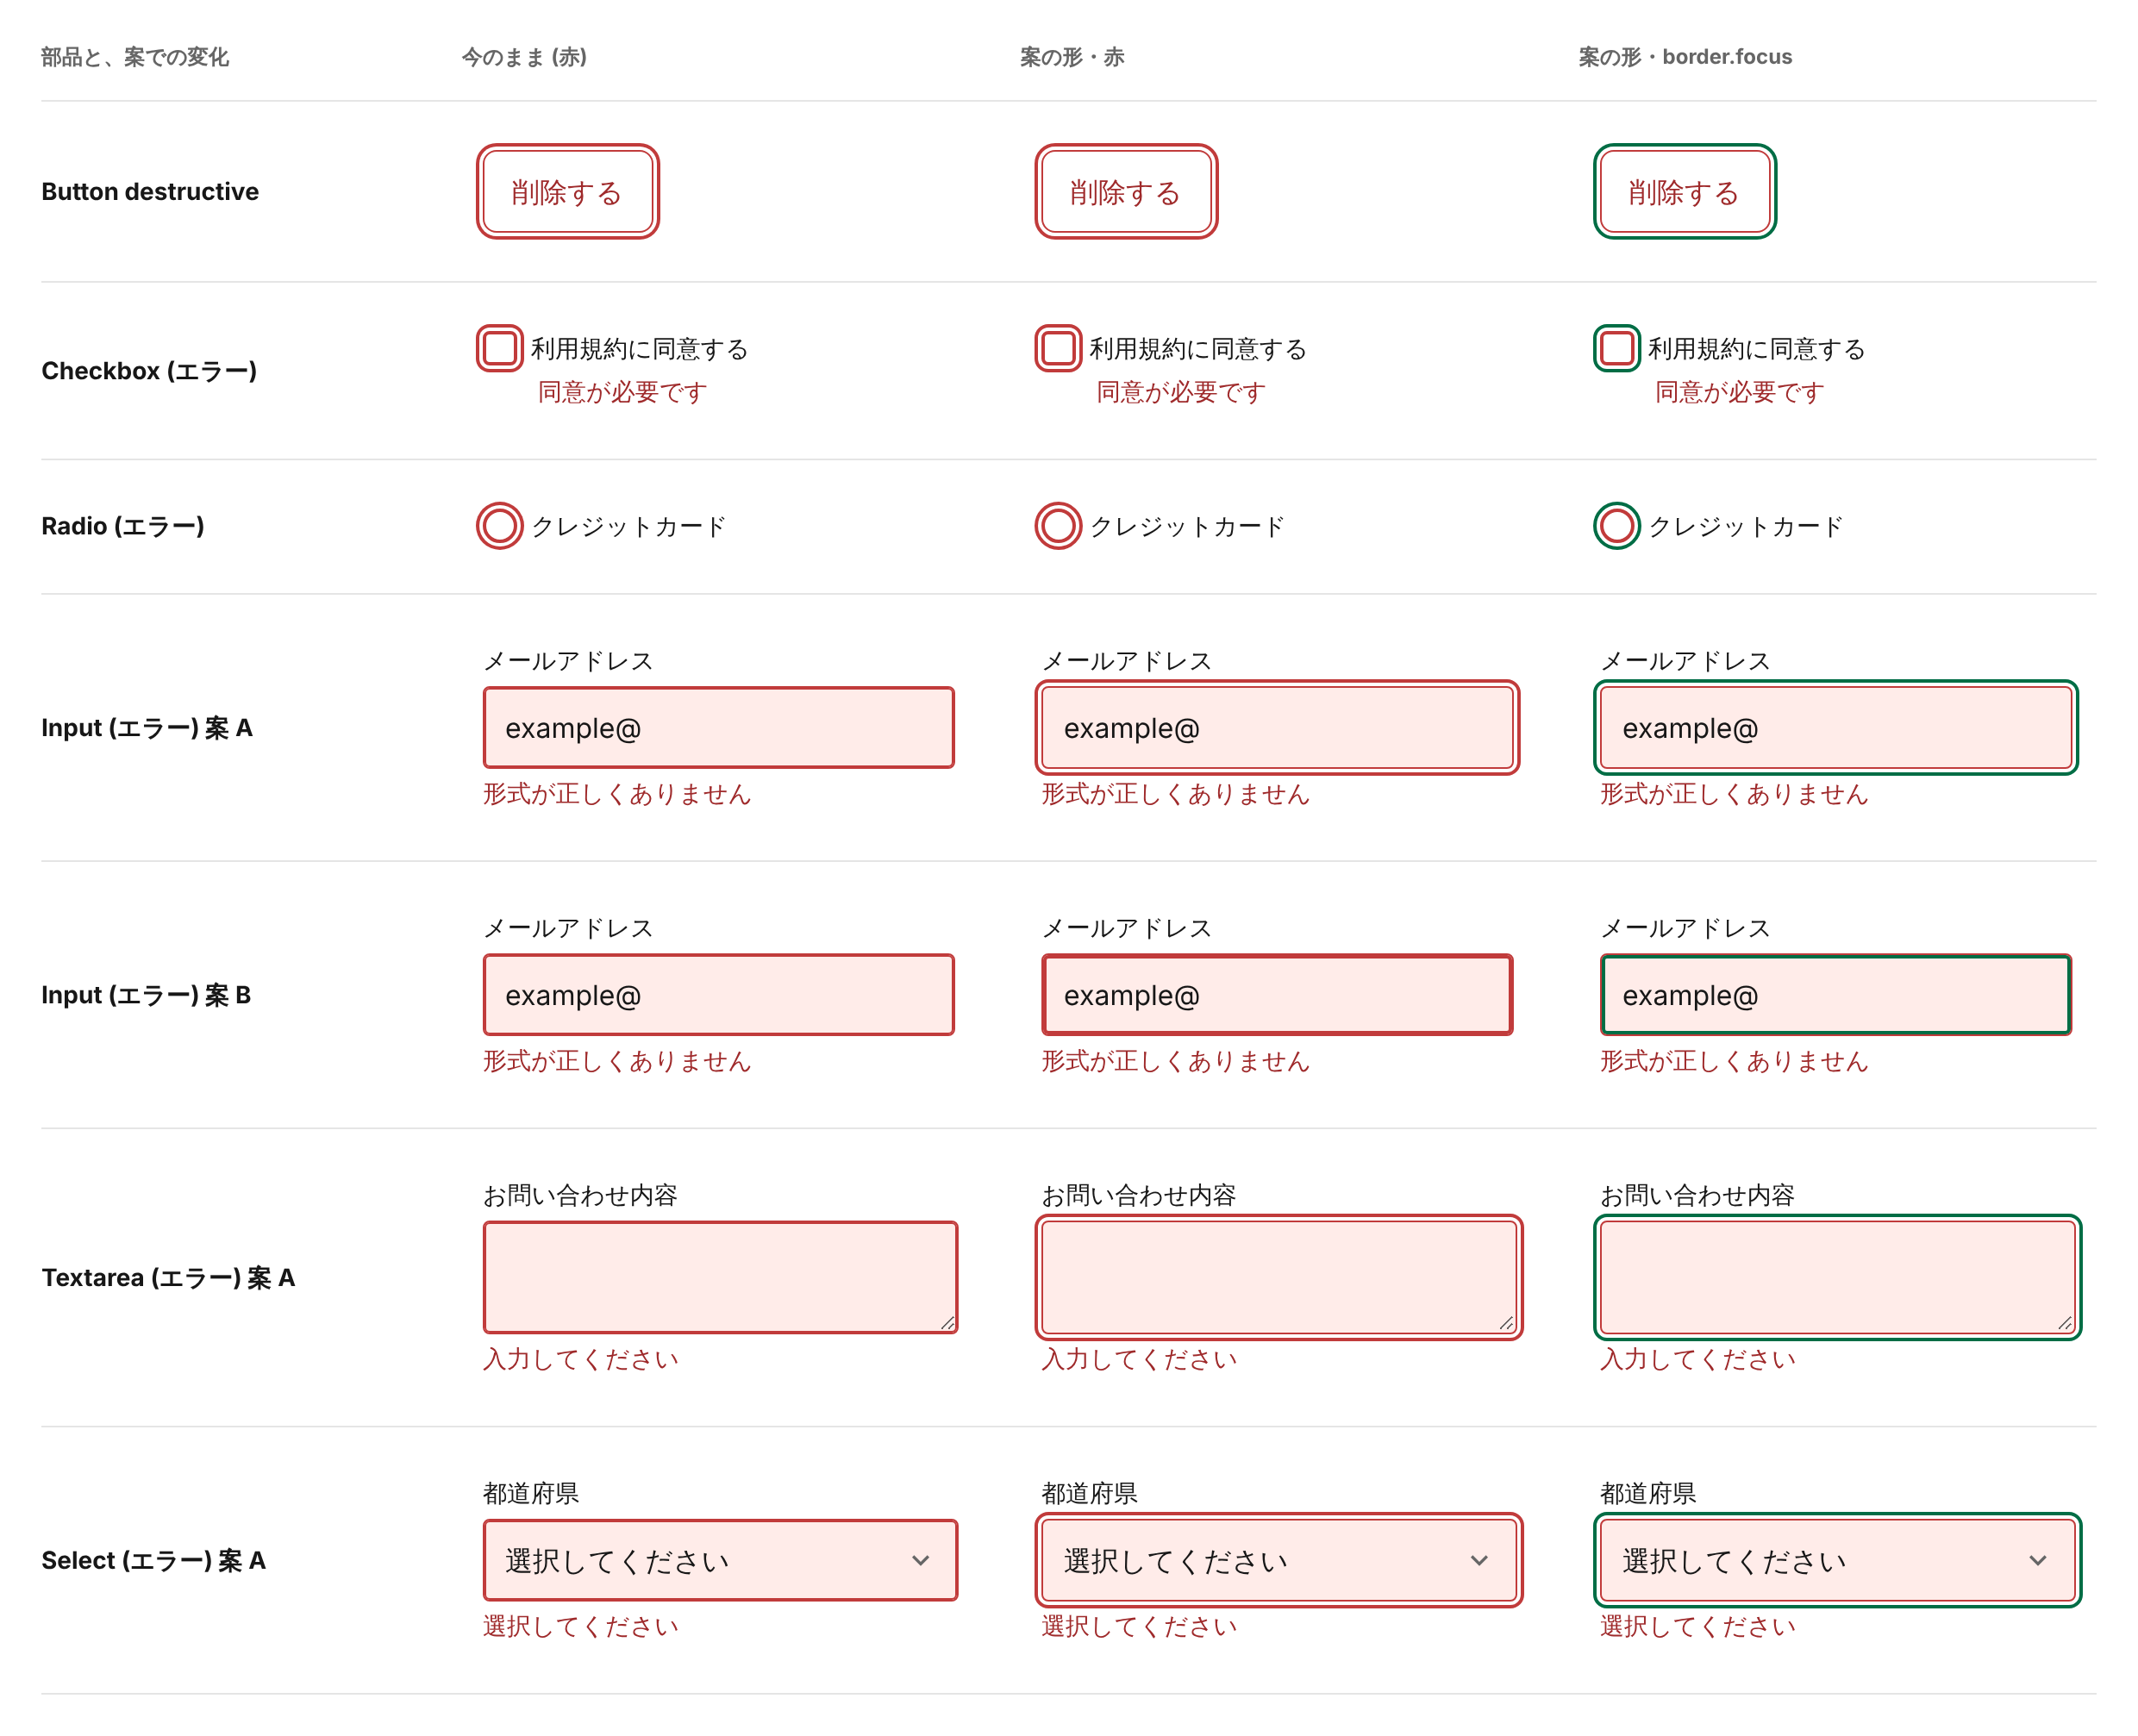 部品と、案での変化
今のまま (赤)
案の形・赤
案の形・border.focus
Button destructive
削除する
削除する
削除する
Checkbox (エラー)
利用規約に同意する
同意が必要です
利用規約に同意する
同意が必要です
利用規約に同意する
同意が必要です
Radio (エラー)
クレジットカード
クレジットカード
クレジットカード
Input (エラー) 案 A
メールアドレス
example@
形式が正しくありません
メールアドレス
example@
形式が正しくありません
メールアドレス
example@
形式が正しくありません
Input (エラー) 案 B
メールアドレス
example@
形式が正しくありません
メールアドレス
example@
形式が正しくありません
メールアドレス
example@
形式が正しくありません
Textarea (エラー) 案 A
お問い合わせ内容
入力してください
お問い合わせ内容
入力してください
お問い合わせ内容
入力してください
Select (エラー) 案 A
都道府県
選択してください
選択してください
都道府県
選択してください
選択してください
都道府県
選択してください
選択してください